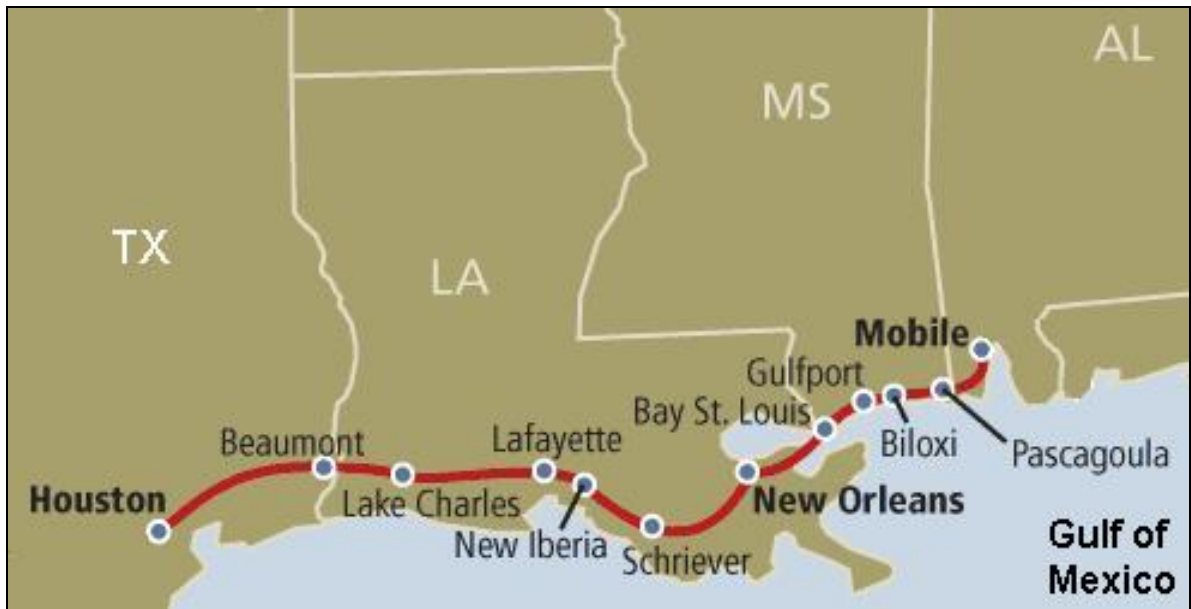 AL
MS
TX
LA
Mobile
Gulfport
Bay St. Louis
Biloxi
Pascagoula
Beaumont
Lafayette
Houston
Lake Charles
New Orleans
New Iberia
Schriever
Gulf of
Mexico